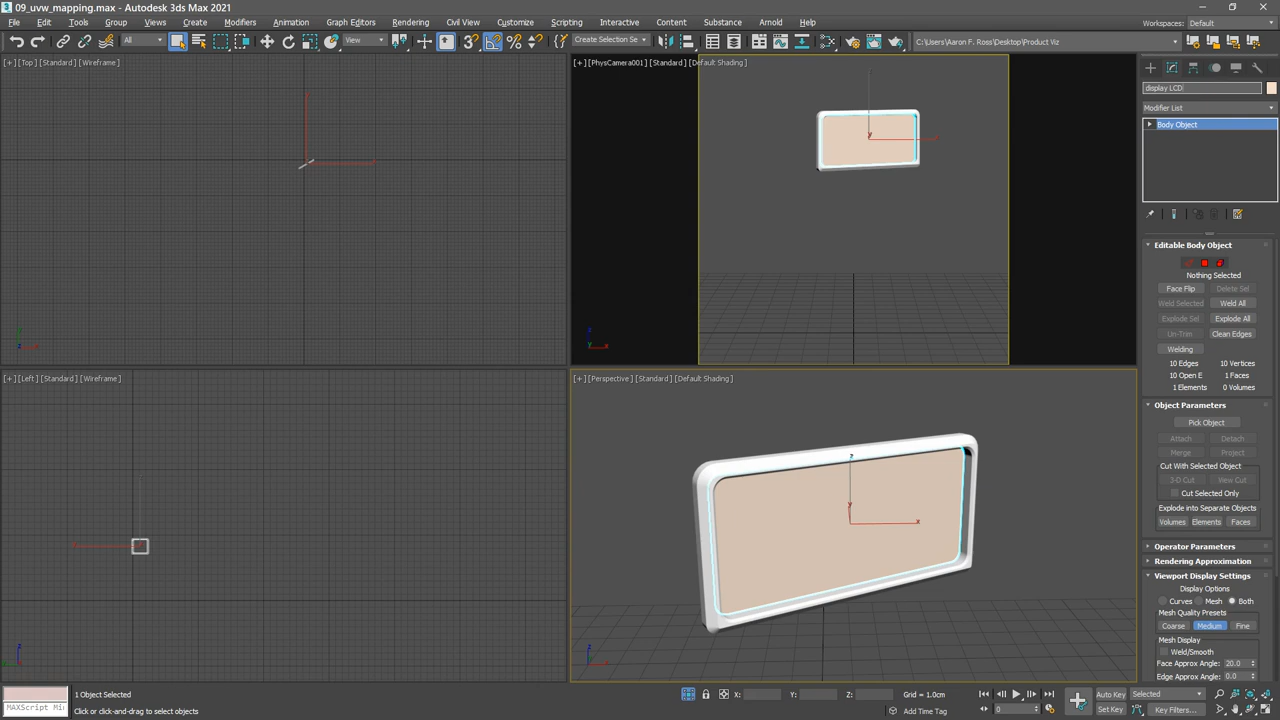 09_uvw_mapping.max - Autodesk 3ds Max 2021
File Edit Tools Group Views Create Modifiers Animation Graph Editors Rendering Civil View Customize Scripting Interactive Content Substance Arnold Help
Workspaces: Default
All View Create Selection Se C:\Users\Aaron F. Ross\Desktop\Product Viz
[+] [Top] [Standard] [Wireframe]
[+] [PhysCamera001] [Standard] [Default Shading]
[+] [Left] [Standard] [Wireframe]
[+] [Perspective] [Standard] [Default Shading]
display LCD
Modifier List
Body Object
Editable Body Object
Nothing Selected
Face Flip Delete Sel
Weld Selected Weld All
Explode Sel Explode All
Un-Trim Clean Edges
Welding
10 Edges 10 Vertices
10 Open E 1 Faces
1 Elements 0 Volumes
Object Parameters
Pick Object
Attach Detach
Merge Project
Cut With Selected Object
3-D Cut View Cut
Cut Selected Only
Explode into Separate Objects
Volumes Elements Faces
Operator Parameters
Rendering Approximation
Viewport Display Settings
Display Options
Curves Mesh Both
Mesh Quality Presets
Coarse Medium Fine
Mesh Display
Weld/Smooth
Face Approx Angle: 20.0
Edge Approx Angle: 0.0
MAXScript Mi
1 Object Selected
Click or click-and-drag to select objects
X: Y: Z: Grid = 1.0cm
Add Time Tag
0
Auto Key Selected
Set Key Key Filters...